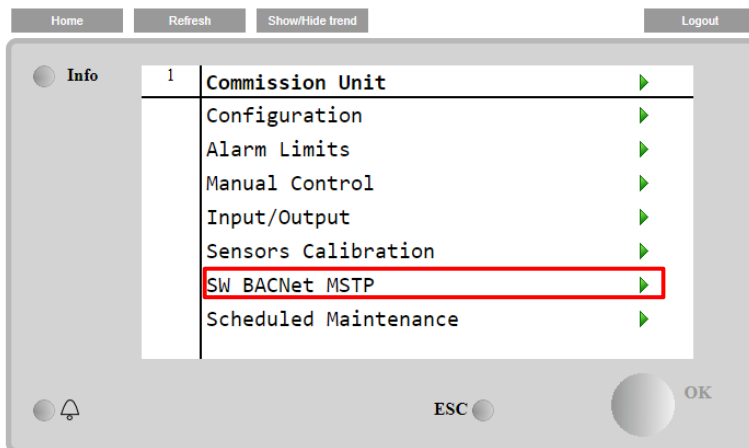 Home Refresh Show/Hide trend Logout
Info 1 Commission Unit
Configuration
Alarm Limits
Manual Control
Input/Output
Sensors Calibration
SW BACNet MSTP
Scheduled Maintenance
ESC OK